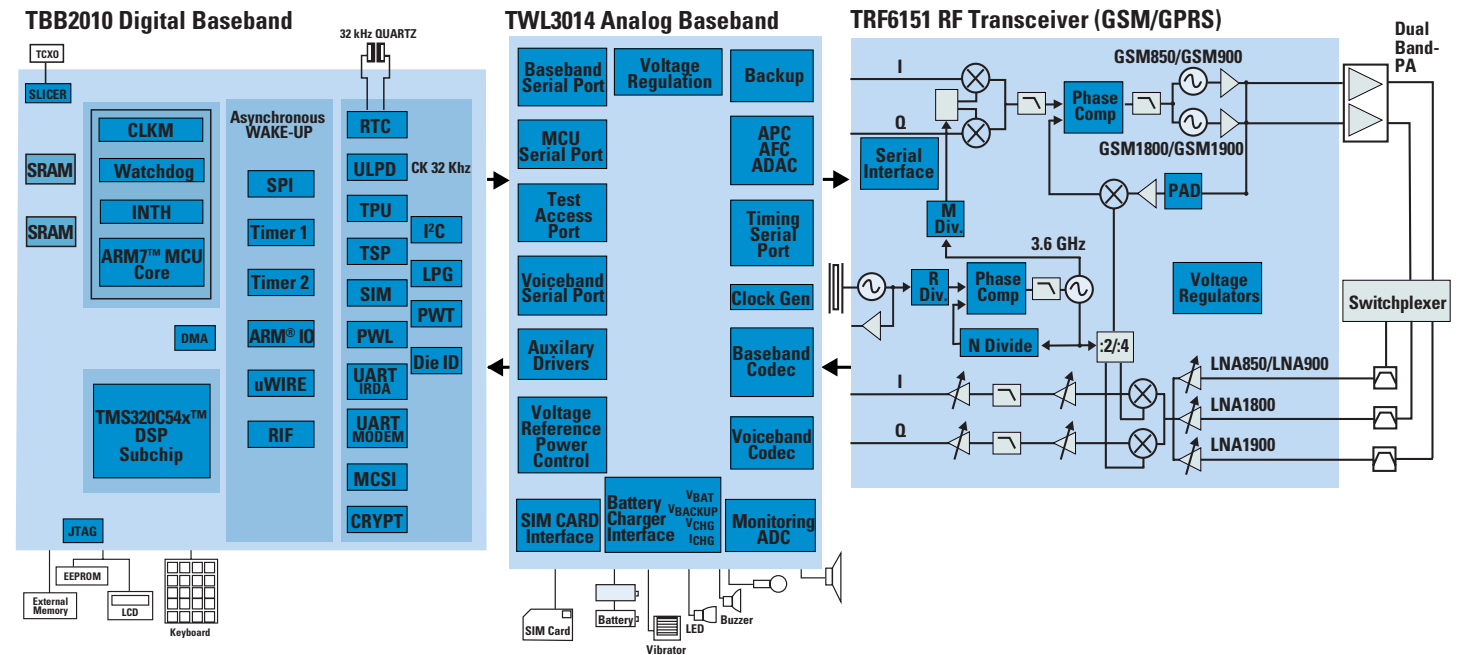 TBB2010 Digital Baseband
TCXO
SLICER
32 kHz QUARTZ
SRAM
SRAM
CLKM
Watchdog
INTH
ARM7™ MCU
Core
DMA
TMS320C54x™
DSP
Subchip
JTAG
Asynchronous
WAKE-UP
SPI
Timer 1
Timer 2
ARM® IO
uWIRE
RIF
RTC
ULPD
CK 32 Khz
TPU
TSP
SIM
PWL
UART
IRDA
UART
MODEM
MCSI
CRYPT
I²C
LPG
PWT
Die ID
External
Memory
EEPROM
LCD
Keyboard
TWL3014 Analog Baseband
Baseband
Serial Port
Voltage
Regulation
Backup
MCU
Serial Port
APC
AFC
ADAC
Test
Access
Port
Timing
Serial
Port
Voiceband
Serial Port
Clock Gen
Auxilary
Drivers
Baseband
Codec
Voltage
Reference
Power
Control
Voiceband
Codec
SIM CARD
Interface
Battery
Charger
Interface
VBAT
VBACKUP
VCHG
ICHG
Monitoring
ADC
SIM Card
Battery
Vibrator
LED
Buzzer
TRF6151 RF Transceiver (GSM/GPRS)
Dual
Band-
PA
I
Q
GSM850/GSM900
Phase
Comp
GSM1800/GSM1900
Serial
Interface
PAD
M
Div.
3.6 GHz
R
Div.
Phase
Comp
Voltage
Regulators
N Divide
:2/:4
Switchplexer
I
Q
LNA850/LNA900
LNA1800
LNA1900